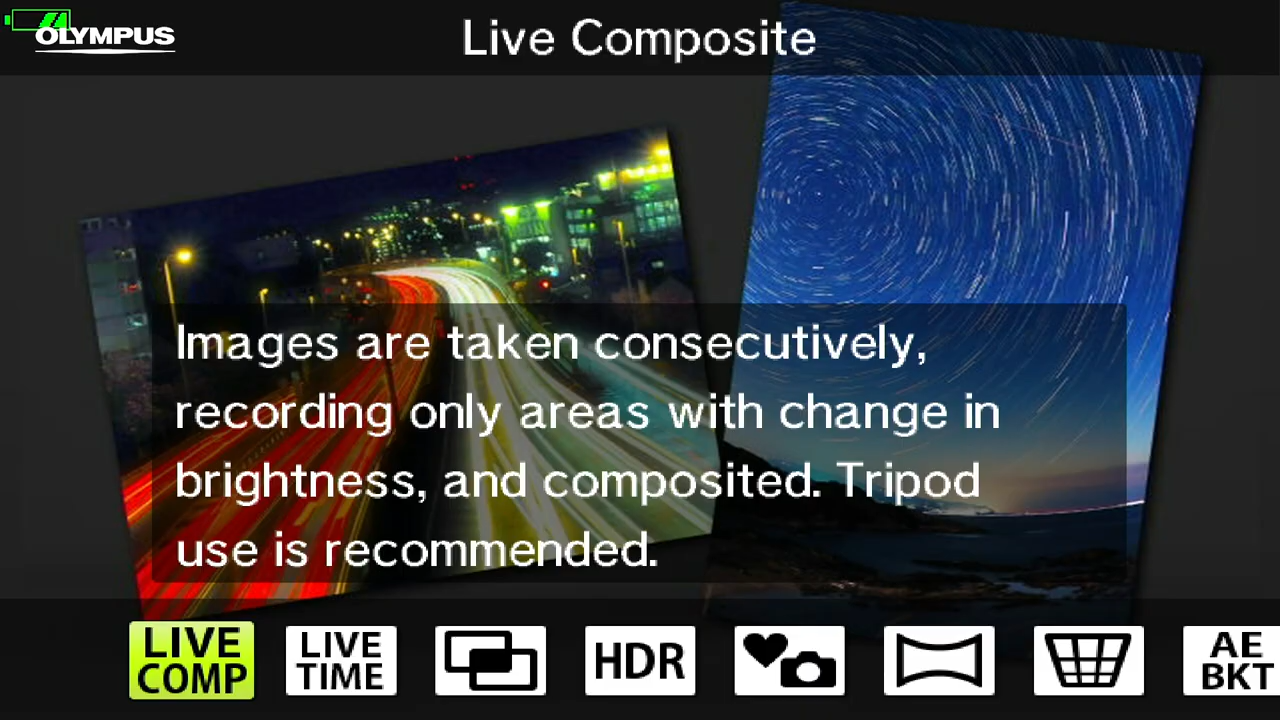 OLYMPUS
Live Composite
Images are taken consecutively,
recording only areas with change in
brightness, and composited. Tripod
use is recommended.
LIVE COMP
LIVE TIME
HDR
AE BKT